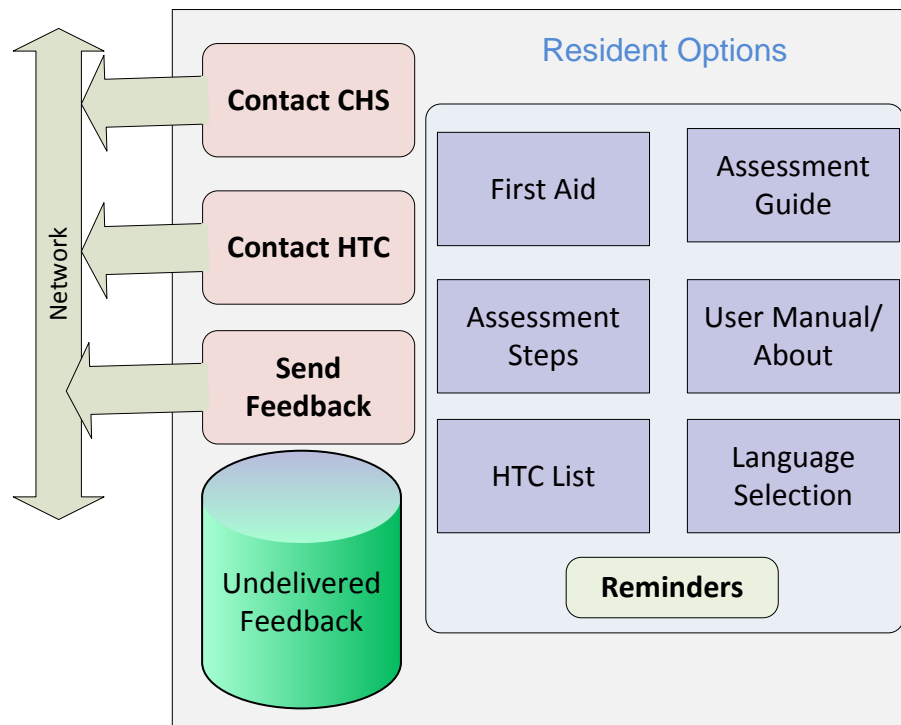 Resident Options
Network
Contact CHS
Contact HTC
Send
Feedback
Undelivered
Feedback
First Aid
Assessment
Guide
Assessment
Steps
User Manual/
About
HTC List
Language
Selection
Reminders